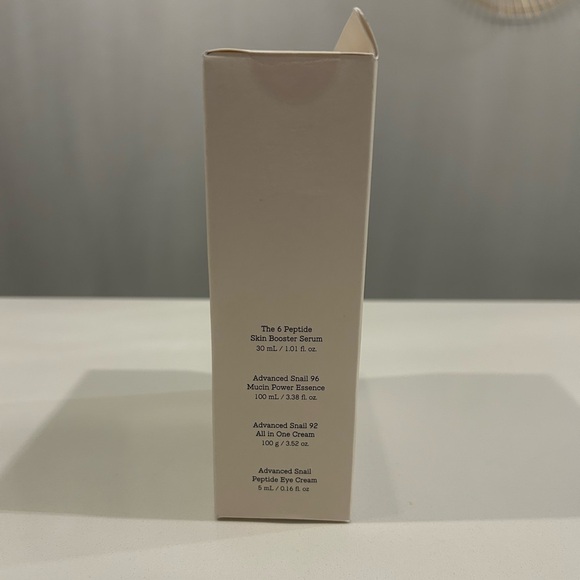 The 6 Peptide
Skin Booster Serum
30 mL / 1.01 fl. oz.
Advanced Snail 96
Mucin Power Essence
100 mL / 3.38 fl. oz.
Advanced Snail 92
All in One Cream
100 g / 3.52 oz.
Advanced Snail
Peptide Eye Cream
5 mL / 0.16 fl. oz